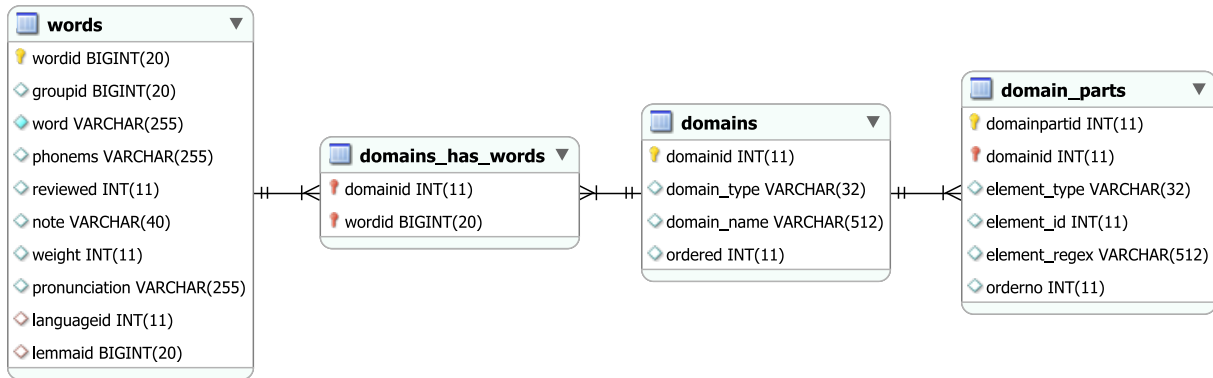 words
wordid BIGINT(20)
groupid BIGINT(20)
word VARCHAR(255)
phonems VARCHAR(255)
reviewed INT(11)
note VARCHAR(40)
weight INT(11)
pronunciation VARCHAR(255)
languageid INT(11)
lemmaid BIGINT(20)
domains_has_words
domainid INT(11)
wordid BIGINT(20)
domains
domainid INT(11)
domain_type VARCHAR(32)
domain_name VARCHAR(512)
ordered INT(11)
domain_parts
domainpartid INT(11)
domainid INT(11)
element_type VARCHAR(32)
element_id INT(11)
element_regex VARCHAR(512)
orderno INT(11)